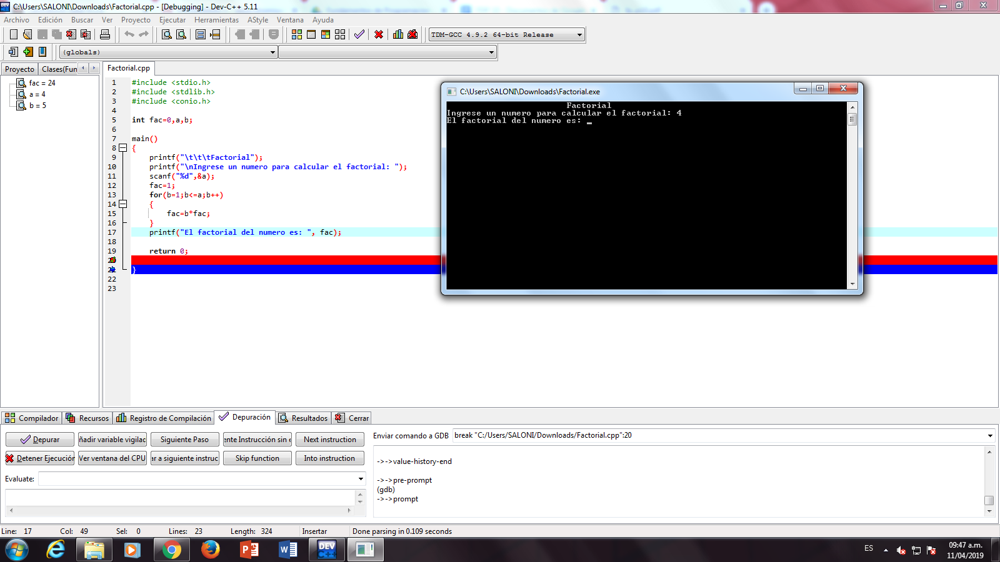 C:\Users\SALONI\Downloads\Factorial.cpp - [Debugging] - Dev-C++ 5.11
Archivo Edición Buscar Ver Proyecto Ejecutar Herramientas AStyle Ventana Ayuda
TDM-GCC 4.9.2 64-bit Release
(globals)
Proyecto Clases(Fun
Factorial.cpp
fac = 24
a = 4
b = 5
1 #include <stdio.h>
2 #include <stdlib.h>
3 #include <conio.h>
4
5 int fac=0,a,b;
6
7 main()
8 {
9 printf("\t\t\tFactorial");
10 printf("\nIngrese un numero para calcular el factorial: ");
11 scanf("%d",&a);
12 fac=1;
13 for(b=1;b<=a;b++)
14 {
15 fac=b*fac;
16 }
17 printf("El factorial del numero es: ", fac);
18
19 return 0;
}
22
23
C:\Users\SALONI\Downloads\Factorial.exe
Factorial
Ingrese un numero para calcular el factorial: 4
El factorial del numero es:
Compilador Recursos Registro de Compilación Depuración Resultados Cerrar
Depurar ñadir variable vigilad Siguiente Paso ente Instrucción sin e Next instruction
Detener Ejecución Ver ventana del CPU ar a siguiente instruc Skip function Into instruction
Evaluate:
Enviar comando a GDB break "C:/Users/SALONI/Downloads/Factorial.cpp":20
->->value-history-end
->->pre-prompt
(gdb)
->->prompt
Line: 17 Col: 49 Sel: 0 Lines: 23 Length: 324 Insertar Done parsing in 0.109 seconds
DEV C++
ES
09:47 a.m.
11/04/2019